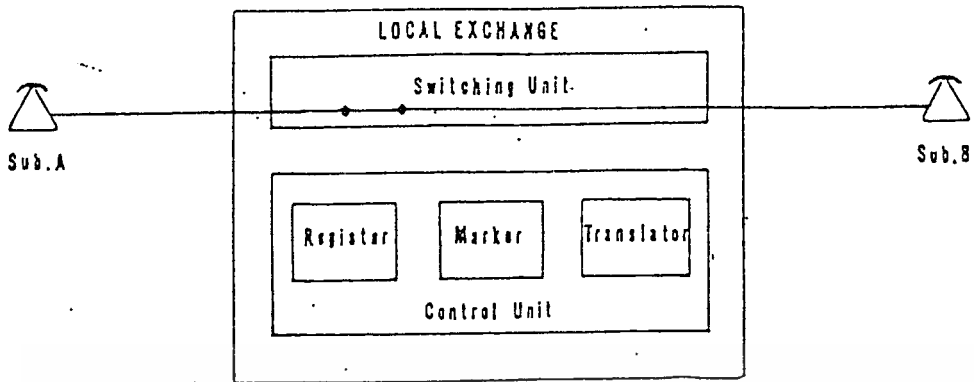 LOCAL EXCHANGE
Switching Unit
Sub.A
Sub.B
Register
Marker
Translator
Control Unit